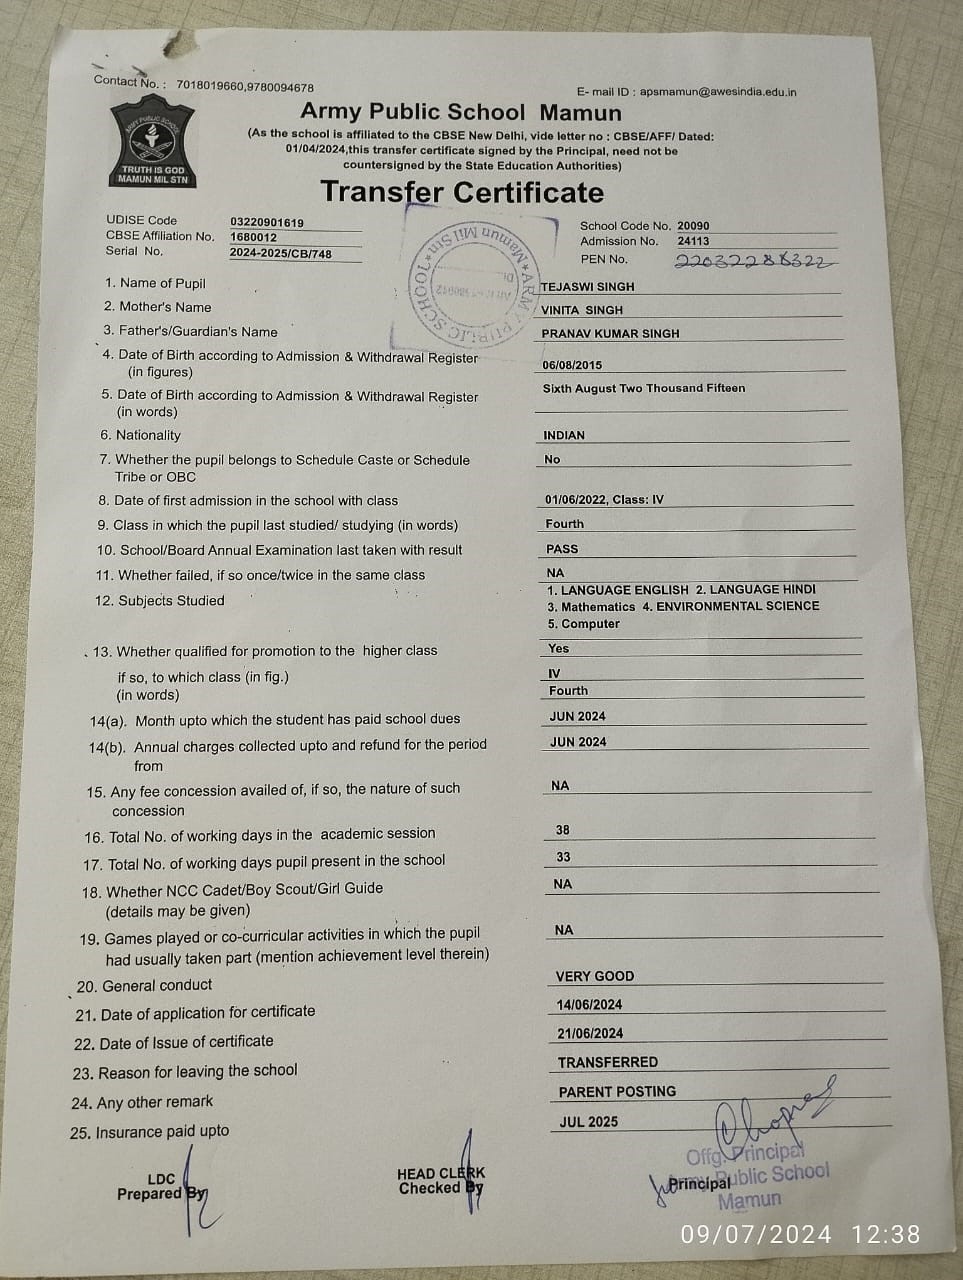 Contact No. : 7018019660,9780094678
E- mail ID : apsmamun@awesindia.edu.in
ARMY PUBLIC SCHOOL
TRUTH IS GOD
MAMUN MIL STN
Army Public School Mamun
(As the school is affiliated to the CBSE New Delhi, vide letter no : CBSE/AFF/ Dated:
01/04/2024,this transfer certificate signed by the Principal, need not be
countersigned by the State Education Authorities)
Transfer Certificate
UDISE Code 03220901619
CBSE Affiliation No. 1680012
Serial No. 2024-2025/CB/748
School Code No. 20090
Admission No. 24113
PEN No. 22032286322
ARMY PUBLIC SCHOOL * Mamun Mil Stn *
1. Name of Pupil TEJASWI SINGH
2. Mother's Name VINITA SINGH
3. Father's/Guardian's Name PRANAV KUMAR SINGH
4. Date of Birth according to Admission & Withdrawal Register 06/08/2015
(in figures)
5. Date of Birth according to Admission & Withdrawal Register Sixth August Two Thousand Fifteen
(in words)
6. Nationality INDIAN
7. Whether the pupil belongs to Schedule Caste or Schedule No
Tribe or OBC
8. Date of first admission in the school with class 01/06/2022, Class: IV
9. Class in which the pupil last studied/ studying (in words) Fourth
10. School/Board Annual Examination last taken with result PASS
11. Whether failed, if so once/twice in the same class NA
12. Subjects Studied 1. LANGUAGE ENGLISH 2. LANGUAGE HINDI
3. Mathematics 4. ENVIRONMENTAL SCIENCE
5. Computer
13. Whether qualified for promotion to the higher class Yes
if so, to which class (in fig.) IV
(in words) Fourth
14(a). Month upto which the student has paid school dues JUN 2024
14(b). Annual charges collected upto and refund for the period JUN 2024
from
15. Any fee concession availed of, if so, the nature of such NA
concession
16. Total No. of working days in the academic session 38
17. Total No. of working days pupil present in the school 33
18. Whether NCC Cadet/Boy Scout/Girl Guide NA
(details may be given)
19. Games played or co-curricular activities in which the pupil NA
had usually taken part (mention achievement level therein)
20. General conduct VERY GOOD
21. Date of application for certificate 14/06/2024
22. Date of Issue of certificate 21/06/2024
23. Reason for leaving the school TRANSFERRED
24. Any other remark PARENT POSTING
25. Insurance paid upto JUL 2025
LDC
Prepared By
HEAD CLERK
Checked By
Offg. Principal
Public School
Principal
Mamun
09/07/2024 12:38